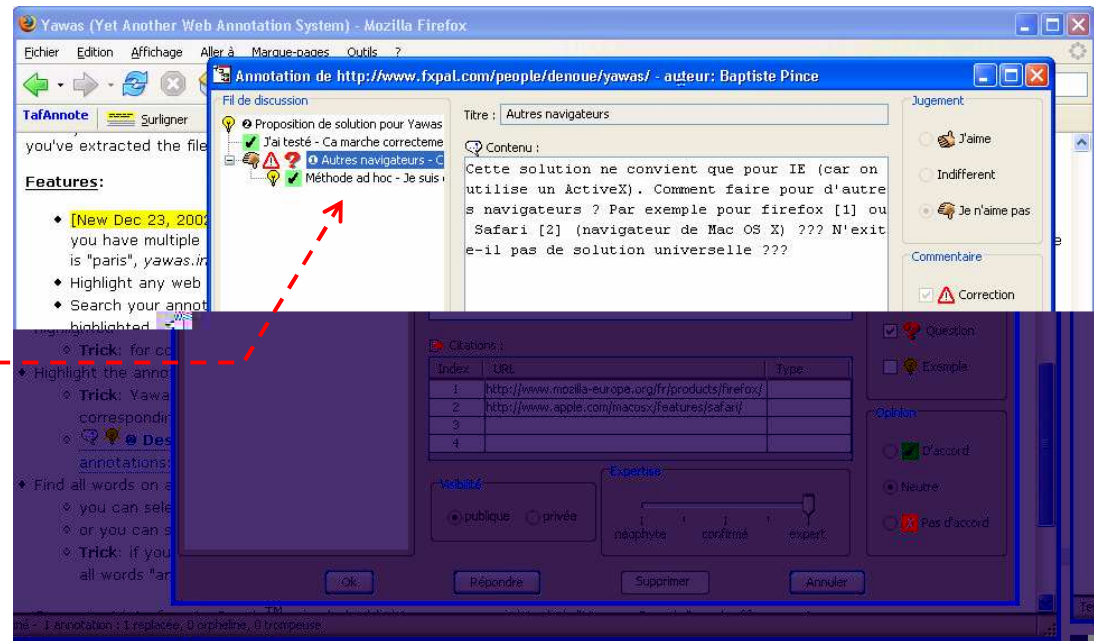 Yawas (Yet Another Web Annotation System) - Mozilla Firefox
Eichier Edition Affichage Aller à Marque-pages Outils ?
Annotation de http://www.fxpal.com/people/denoue/yawas/ - auteur: Baptiste Pince
TafAnnote Surligner
you've extracted the file
Features:
[New Dec 23, 2002
you have multiple
is "paris", yawas.in
Highlight any web
Search your annot
highlighted
Trick: for co
Highlight the anno
Trick: Yawa
correspondin
Des
annotations:
Find all words on a
you can sele
or you can s
Trick: if you
all words "ar
Fil de discussion
Proposition de solution pour Yawas
J'ai testé - Ca marche correcteme
Autres navigateurs - C
Méthode ad hoc - Je suis
Titre : Autres navigateurs
Contenu :
Cette solution ne convient que pour IE (car on
utilise un ActiveX). Comment faire pour d'autre
s navigateurs ? Par exemple pour firefox [1] ou
Safari [2] (navigateur de Mac OS X) ??? N'exit
e-il pas de solution universelle ???
Citations :
Index URL Type
1 http://www.mozilla-europe.org/fr/products/firefox/
2 http://www.apple.com/macosx/features/safari/
3
4
Visibilité
publique privée
Expertise
néophyte confirmé expert
Jugement
J'aime
Indifferent
Je n'aime pas
Commentaire
Correction
Question
Exemple
Opinion
D'accord
Neutre
Pas d'accord
Ok Répondre Supprimer Annuler
né - 1 annotation : 1 replacée, 0 orpheline, 0 trompeuse